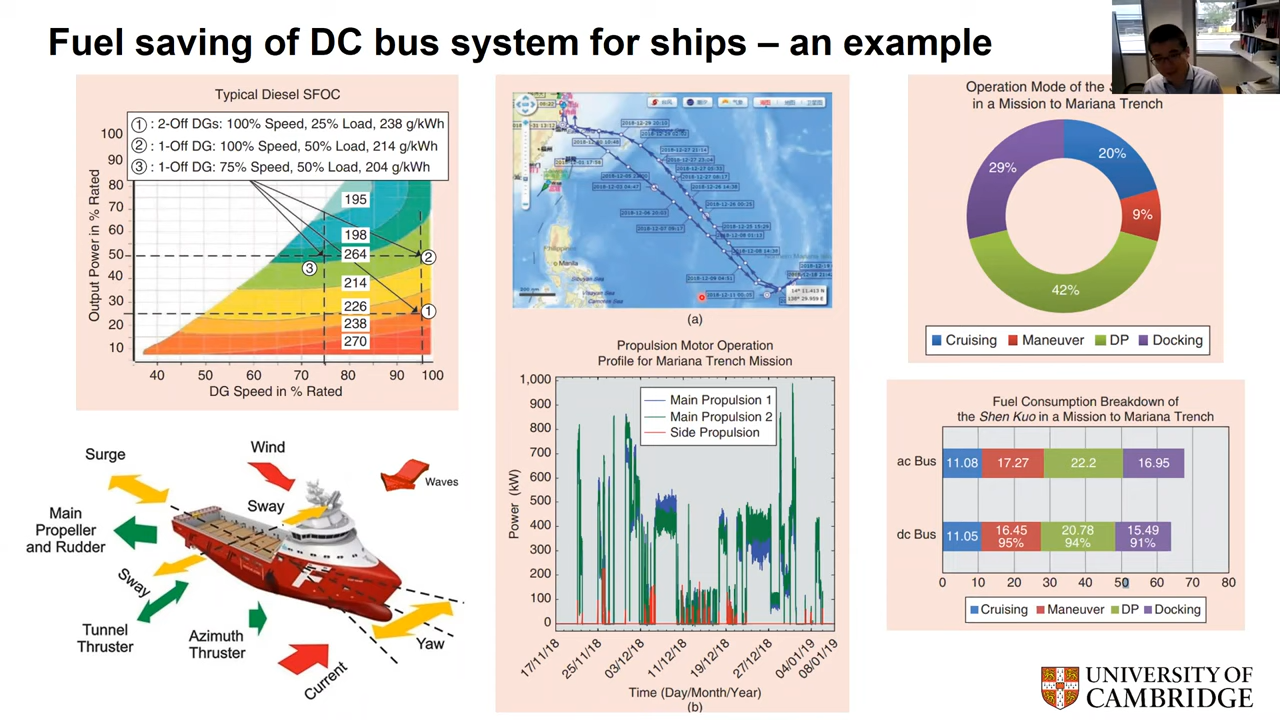 Fuel saving of DC bus system for ships – an example
Typical Diesel SFOC
1 : 2-Off DGs: 100% Speed, 25% Load, 238 g/kWh
2 : 1-Off DG: 100% Speed, 50% Load, 214 g/kWh
3 : 1-Off DG: 75% Speed, 50% Load, 204 g/kWh
Output Power in % Rated
100
90
80
70
60
50
40
30
20
10
195
198
264
214
226
238
270
3
2
1
40 50 60 70 80 90 100
DG Speed in % Rated
Surge
Wind
Waves
Sway
Main
Propeller
and Rudder
Sway
Tunnel
Thruster
Azimuth
Thruster
Current
Yaw
Manila
(a)
Propulsion Motor Operation
Profile for Mariana Trench Mission
Power (kW)
1,000
900
800
700
600
500
400
300
200
100
0
Main Propulsion 1
Main Propulsion 2
Side Propulsion
17/11/18
25/11/18
03/12/18
11/12/18
19/12/18
27/12/18
04/01/19
08/01/19
Time (Day/Month/Year)
(b)
Operation Mode of the
in a Mission to Mariana Trench
20%
9%
42%
29%
Cruising Maneuver DP Docking
Fuel Consumption Breakdown of
the Shen Kuo in a Mission to Mariana Trench
ac Bus 11.08 17.27 22.2 16.95
dc Bus 11.05 16.45 95% 20.78 94% 15.49 91%
0 10 20 30 40 50 60 70 80
Cruising Maneuver DP Docking
UNIVERSITY OF
CAMBRIDGE